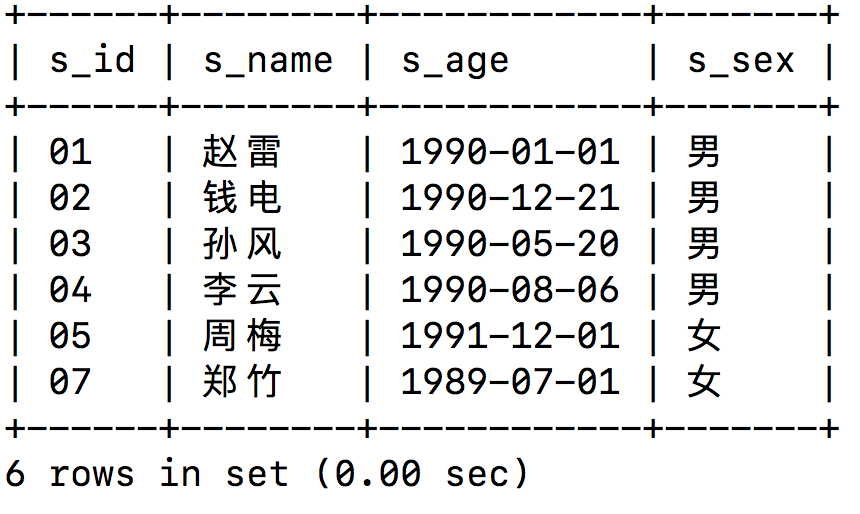 +------+--------+------------+-------+
| s_id | s_name | s_age      | s_sex |
+------+--------+------------+-------+
| 01   | 赵雷   | 1990-01-01 | 男    |
| 02   | 钱电   | 1990-12-21 | 男    |
| 03   | 孙风   | 1990-05-20 | 男    |
| 04   | 李云   | 1990-08-06 | 男    |
| 05   | 周梅   | 1991-12-01 | 女    |
| 07   | 郑竹   | 1989-07-01 | 女    |
+------+--------+------------+-------+
6 rows in set (0.00 sec)